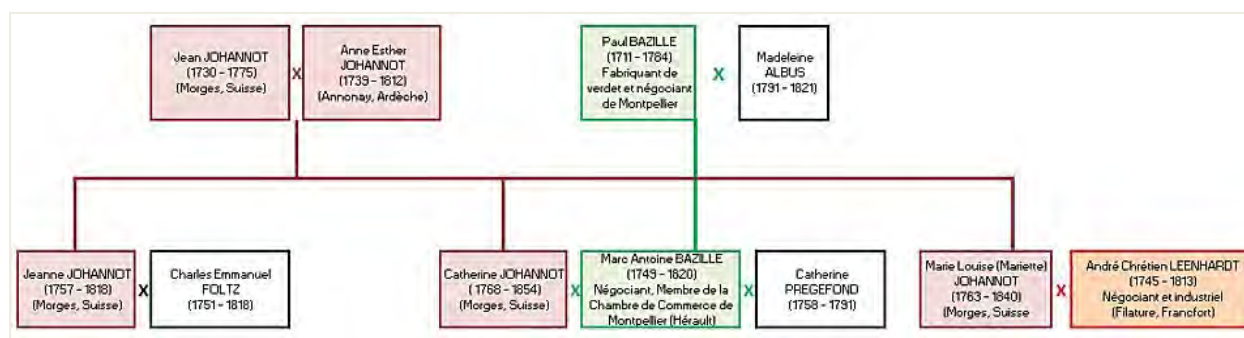 Jean JOHANNOT
(1730 - 1775)
(Morges, Suisse)
X
Anne Esther
JOHANNOT
(1739 - 1812)
(Annonay, Ardèche)
Paul BAZILLE
(1711 - 1784)
Fabriquant de
verdet et négociant
de Montpellier
X
Madeleine
ALBUS
(1791 - 1821)
Jeanne JOHANNOT
(1757 - 1818)
(Morges, Suisse)
X
Charles Emmanuel
FOLTZ
(1751 - 1818)
Catherine JOHANNOT
(1768 - 1854)
(Morges, Suisse)
X
Marc Antoine BAZILLE
(1749 - 1820)
Négociant, Membre de la
Chambre de Commerce de
Montpellier (Hérault)
X
Catherine
PREGEFOND
(1758 - 1791)
Marie Louise (Mariette)
JOHANNOT
(1763 - 1840)
(Morges, Suisse
X
André Chrétien LEENHARDT
(1745 - 1813)
Négociant et industriel
(Filature, Francfort)